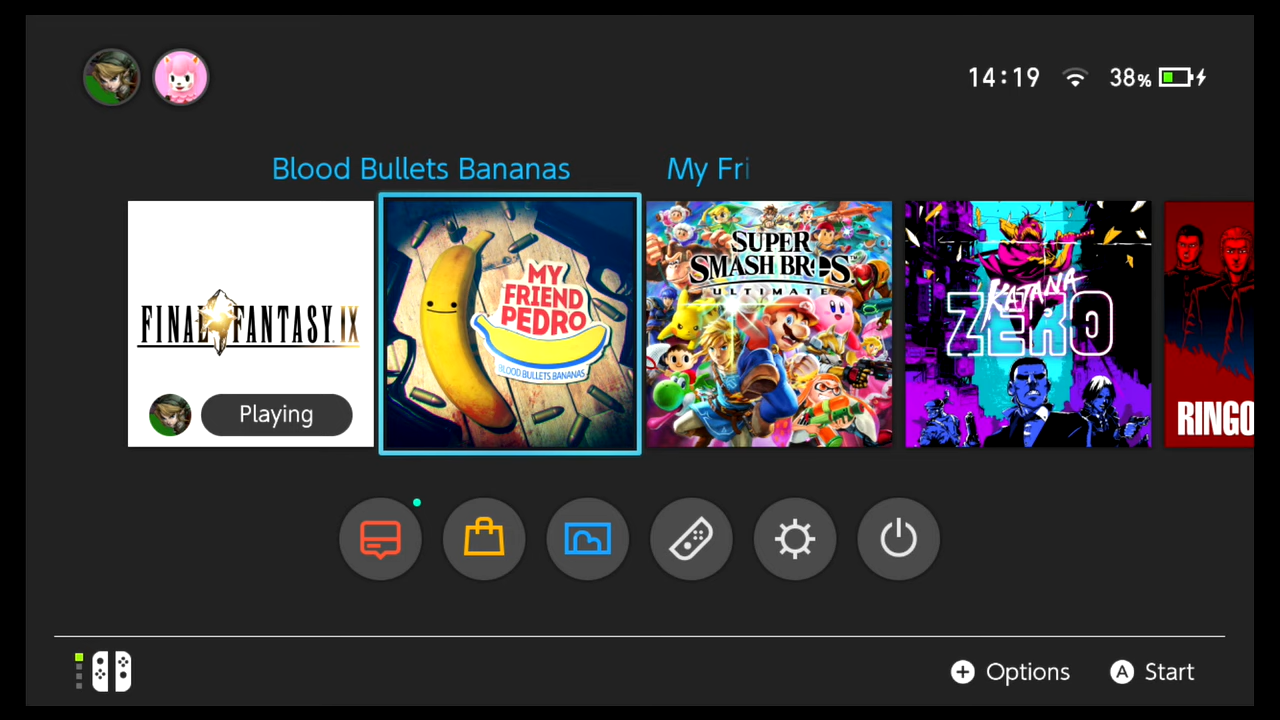 14:19 38%
Blood Bullets Bananas My Fri
FINAL FANTASY IX
Playing
MY
FRIEND
PEDRO
BLOOD BULLETS BANANAS
SUPER
SMASH BROS.™
ULTIMATE
KATANA
ZERO
RINGO
+ Options A Start